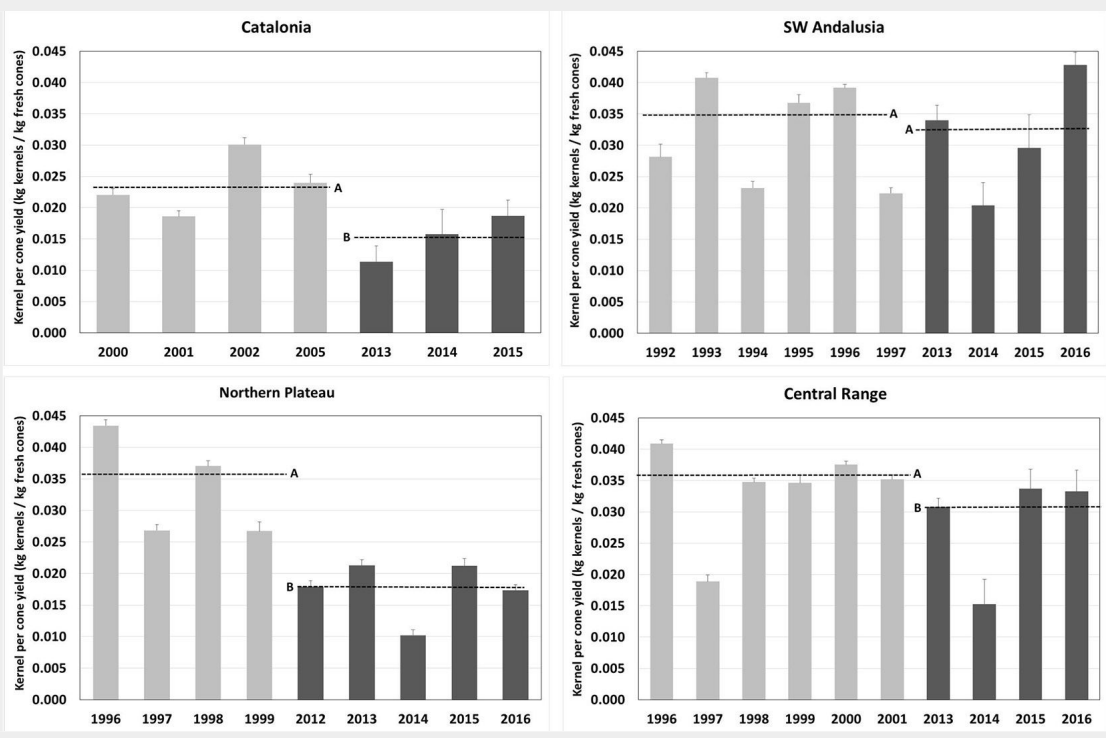 Catalonia
Kernel per cone yield (kg kernels / kg fresh cones)
0.045
0.040
0.035
0.030
0.025
0.020
0.015
0.010
0.005
0.000
A
B
2000 2001 2002 2005 2013 2014 2015
SW Andalusia
Kernel per cone yield (kg kernels / kg fresh cones)
0.045
0.040
0.035
0.030
0.025
0.020
0.015
0.010
0.005
0.000
A
A
1992 1993 1994 1995 1996 1997 2013 2014 2015 2016
Northern Plateau
Kernel per cone yield (kg kernels / kg fresh cones)
0.045
0.040
0.035
0.030
0.025
0.020
0.015
0.010
0.005
0.000
A
B
1996 1997 1998 1999 2012 2013 2014 2015 2016
Central Range
Kernel per cone yield (kg kernels / kg fresh cones)
0.045
0.040
0.035
0.030
0.025
0.020
0.015
0.010
0.005
0.000
A
B
1996 1997 1998 1999 2000 2001 2013 2014 2015 2016